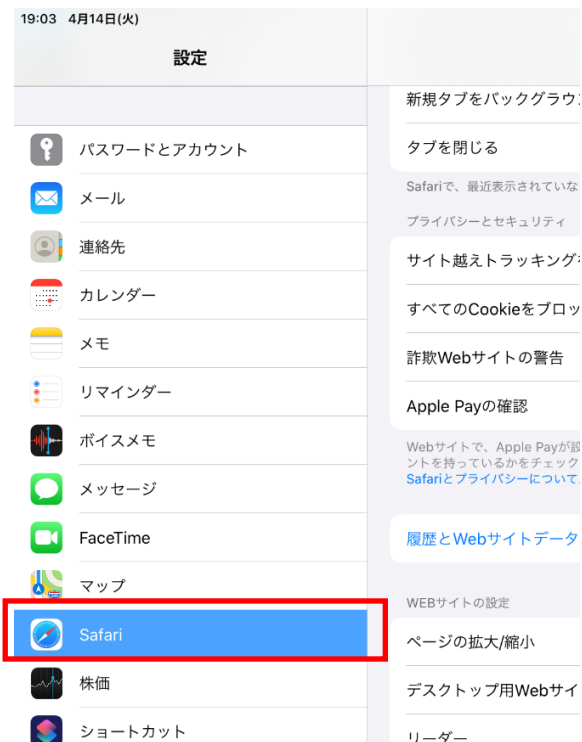 19:03 4月14日(火)
設定
パスワードとアカウント
メール
連絡先
カレンダー
メモ
リマインダー
ボイスメモ
メッセージ
FaceTime
マップ
Safari
株価
ショートカット
新規タブをバックグラウ
タブを閉じる
Safariで、最近表示されていな
プライバシーとセキュリティ
サイト越えトラッキング
すべてのCookieをブロッ
詐欺Webサイトの警告
Apple Payの確認
Webサイトで、Apple Payが設
ントを持っているかをチェック
Safariとプライバシーについて
履歴とWebサイトデータ
WEBサイトの設定
ページの拡大/縮小
デスクトップ用Webサイ
リーダー